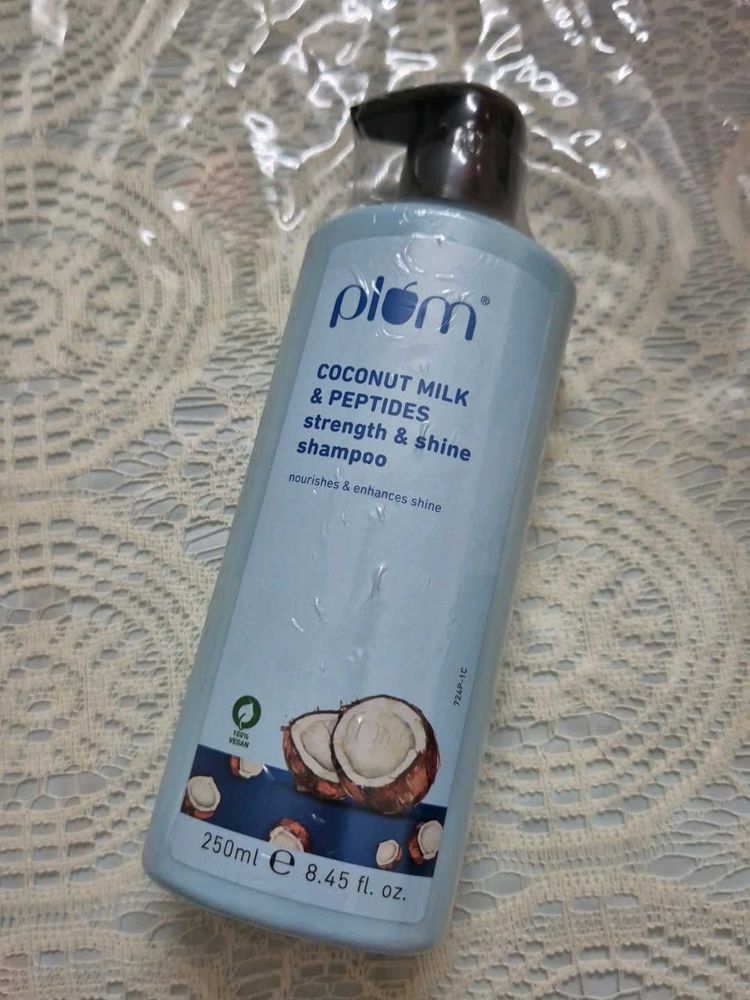 plum®
COCONUT MILK
& PEPTIDES
strength & shine
shampoo
nourishes & enhances shine
724P-1C
100%
VEGAN
250ml e 8.45 fl. oz.